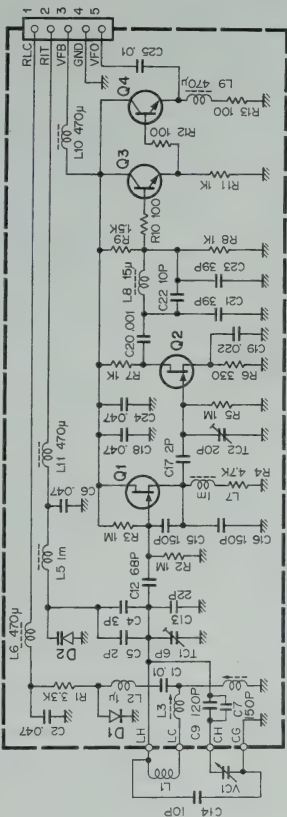 1 2 3 4 5
RLC RIT VFB GND VFO
C25 .01
L10 470μ
L9 470μ
Q4
R13 100
R12 100
Q3
R11 1K
R10 100
R9 1.5K
L8 15μ
R8 1K
C23 39P
C22 10P
C21 39P
C20 .001
Q2
R7 1K
C19 .022
R6 330
C24 .047
C18 .047
R5 1M
TC2 20P
C17 2P
Q1
R4 4.7K
L7
E
R3 1M
C15 150P
C16 150P
R2 1M
C12 68P
L11 470μ
C6 .047
L5 1m
L6 470μ
D2
C4 3P
C13 22P
C5 2P
TC1 6P
R1 3.3K
C2 .047
L2 1μ
C1 .01
D1
L3
LH
LC
L1
C9 120P
C7 150P
CH
CG
VC1
C14 10P